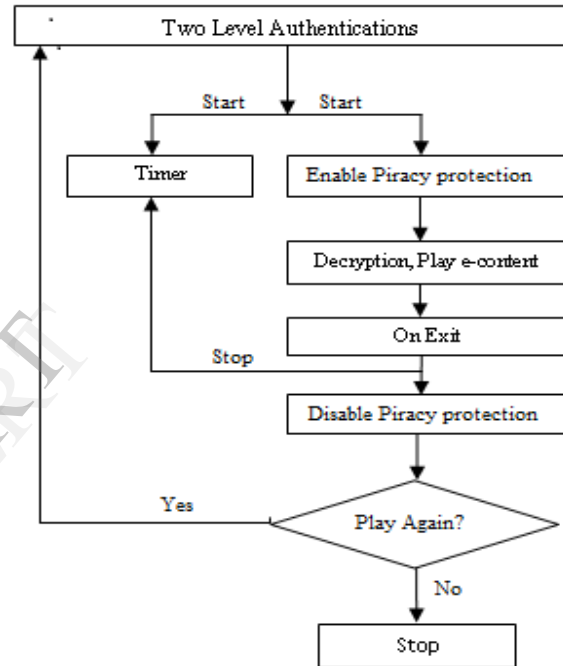 Two Level Authentications
Start Start
Timer
Enable Piracy protection
Decryption, Play e-content
On Exit
Stop
Disable Piracy protection
Yes
Play Again?
No
Stop